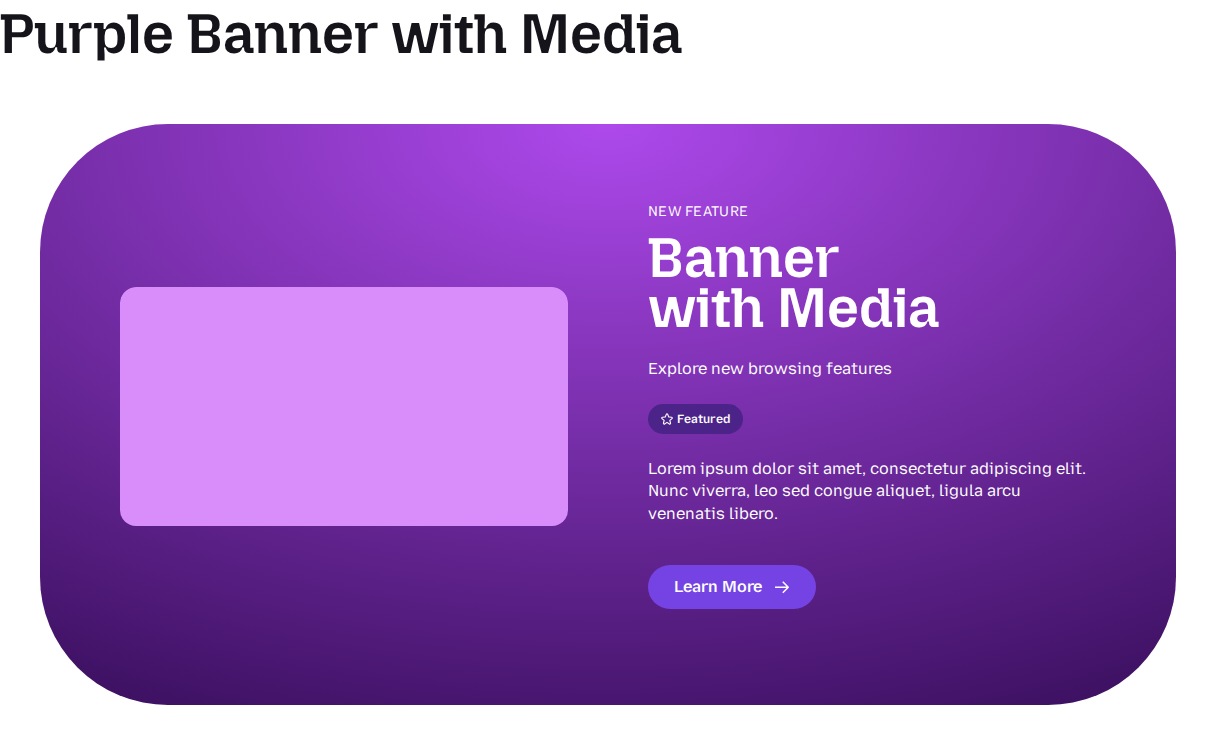 Purple Banner with Media
NEW FEATURE
Banner
with Media
Explore new browsing features
Featured
Lorem ipsum dolor sit amet, consectetur adipiscing elit.
Nunc viverra, leo sed congue aliquet, ligula arcu
venenatis libero.
Learn More